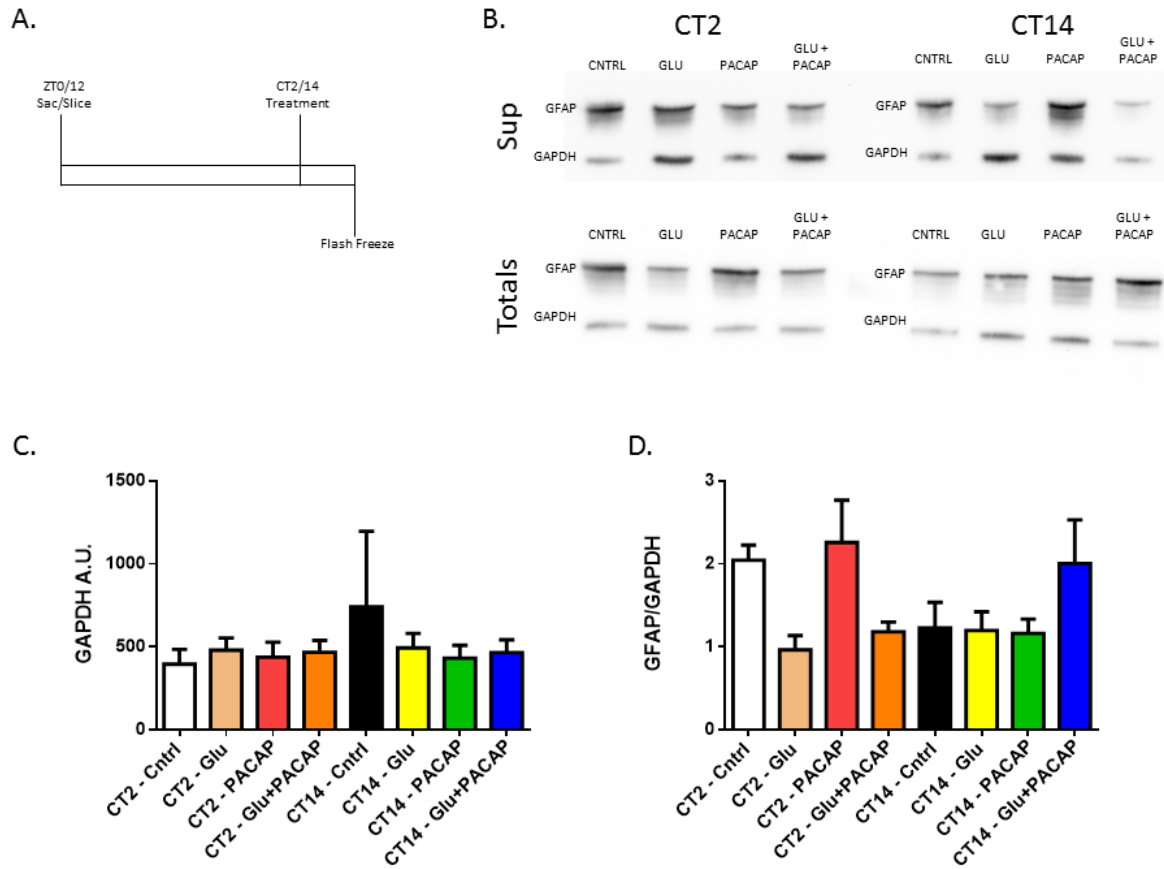 A.
ZT0/12
Sac/Slice
CT2/14
Treatment
Flash Freeze
B.
CT2
CT14
Sup
CNTRL GLU PACAP GLU +
PACAP
CNTRL GLU PACAP GLU +
PACAP
GFAP
GAPDH
GFAP
GAPDH
Totals
CNTRL GLU PACAP GLU +
PACAP
CNTRL GLU PACAP GLU +
PACAP
GFAP
GAPDH
GFAP
GAPDH
C.
GAPDH A.U.
1500
1000
500
0
CT2 - Cntrl
CT2 - Glu
CT2 - PACAP
CT2 - Glu+PACAP
CT14 - Cntrl
CT14 - Glu
CT14 - PACAP
CT14 - Glu+PACAP
D.
GFAP/GAPDH
3
2
1
0
CT2 - Cntrl
CT2 - Glu
CT2 - PACAP
CT2 - Glu+PACAP
CT14 - Cntrl
CT14 - Glu
CT14 - PACAP
CT14 - Glu+PACAP